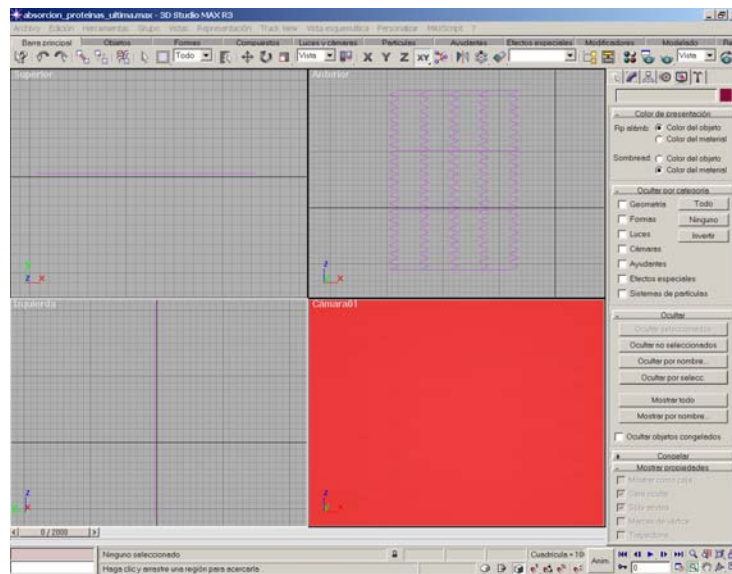 absorcion_proteinas_ultima.max - 3D Studio MAX R3
Archivo Edición Herramientas Grupo Vistas Representación Track View Vista esquemática Personalizar MAXScript ?
Barra principal Objetos Formas Compuestos Luces y cámaras Partículas Ayudantes Efectos especiales Modificadores Modelado
Todo Vista X Y Z XY Vista
Superior Anterior
Color de presentación
Color del objeto
Color del material
Sombread: Color del objeto
Color del material
Ocultar por categoría
Geometría Todo
Formas Ninguno
Luces Invertir
Cámaras
Ayudantes
Efectos especiales
Sistemas de partículas
Izquierda Cámara01
Ocultar
Ocultar seleccionados
Ocultar no seleccionados
Ocultar por nombre...
Ocultar por selecc.
Mostrar todo
Mostrar por nombre...
Ocultar objetos congelados
Congelar
Mostrar propiedades
Mostrar como caja
Cara oculta
Sólo aristas
Marcas de vértice
Trayectoria
0 / 2000
Ninguno seleccionado
Cuadrícula = 10
Anim.
Haga clic y arrastre una región para acercarla
0